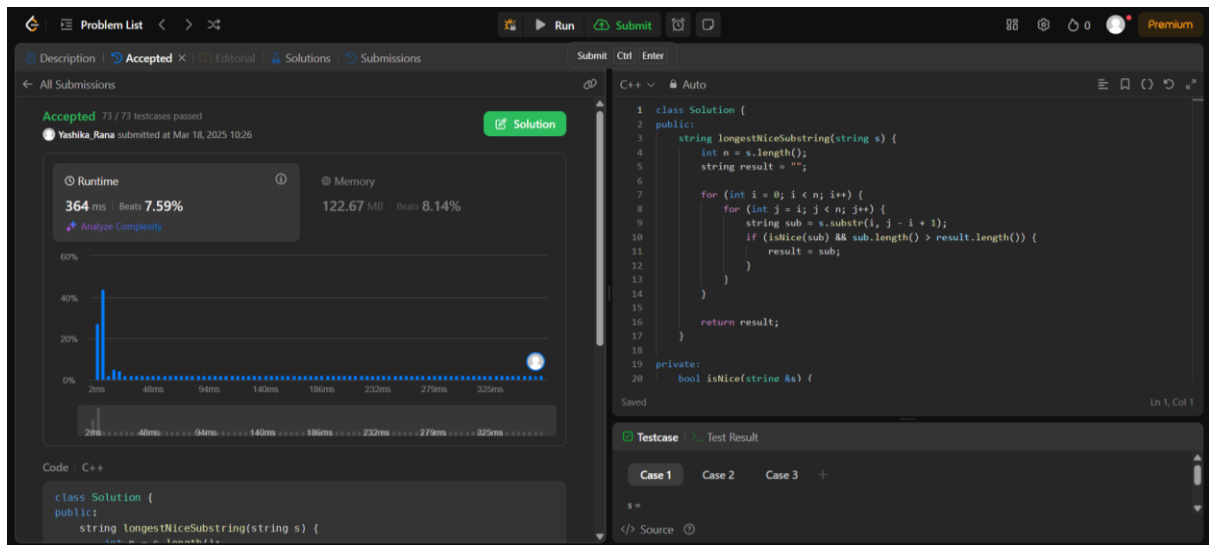 Problem List
Run
Submit
0
Premium
Description
Accepted
Editorial
Solutions
Submissions
Submit Ctrl Enter
All Submissions
Accepted 73 / 73 testcases passed
Yashika_Rana submitted at Mar 18, 2025 10:26
Solution
Runtime
364 ms Beats 7.59%
Analyze Complexity
Memory
122.67 MB Beats 8.14%
60%
40%
20%
0%
2ms 48ms 94ms 140ms 186ms 232ms 279ms 325ms
2ms 48ms 94ms 140ms 186ms 232ms 279ms 325ms
Code C++
class Solution {
public:
string longestNiceSubstring(string s) {
int n = s.length();
C++ Auto
1 class Solution {
2 public:
3 string longestNiceSubstring(string s) {
4 int n = s.length();
5 string result = "";
6
7 for (int i = 0; i < n; i++) {
8 for (int j = i; j < n; j++) {
9 string sub = s.substr(i, j - i + 1);
10 if (isNice(sub) && sub.length() > result.length()) {
11 result = sub;
12 }
13 }
14 }
15
16 return result;
17 }
18
19 private:
20 bool isNice(string &s) {
Saved
Ln 1, Col 1
Testcase
Test Result
Case 1 Case 2 Case 3 +
s =
Source